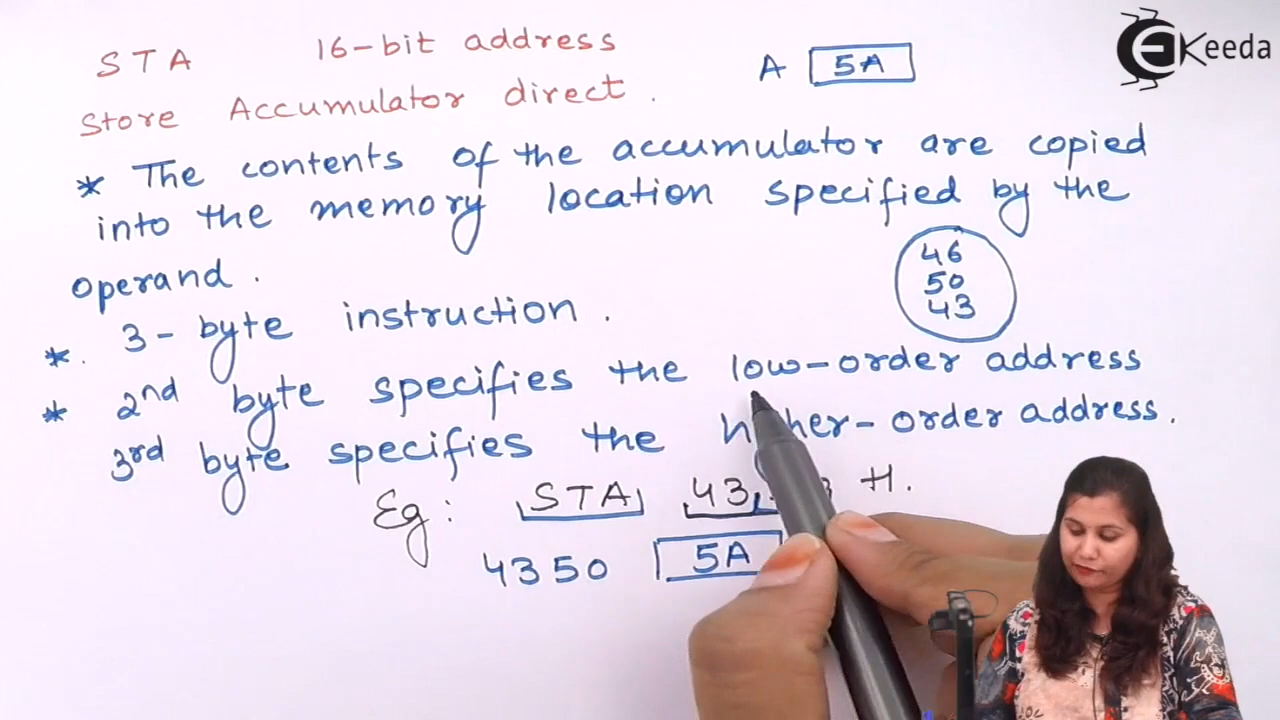 STA 16-bit address
Store Accumulator direct.
A 5A
EKeeda
* The contents of the accumulator are copied
into the memory location specified by the
operand.
46
50
43
*. 3-byte instruction.
* 2nd byte specifies the low-order address
3rd byte specifies the order address.
Eg: STA 43 H.
4350 5A